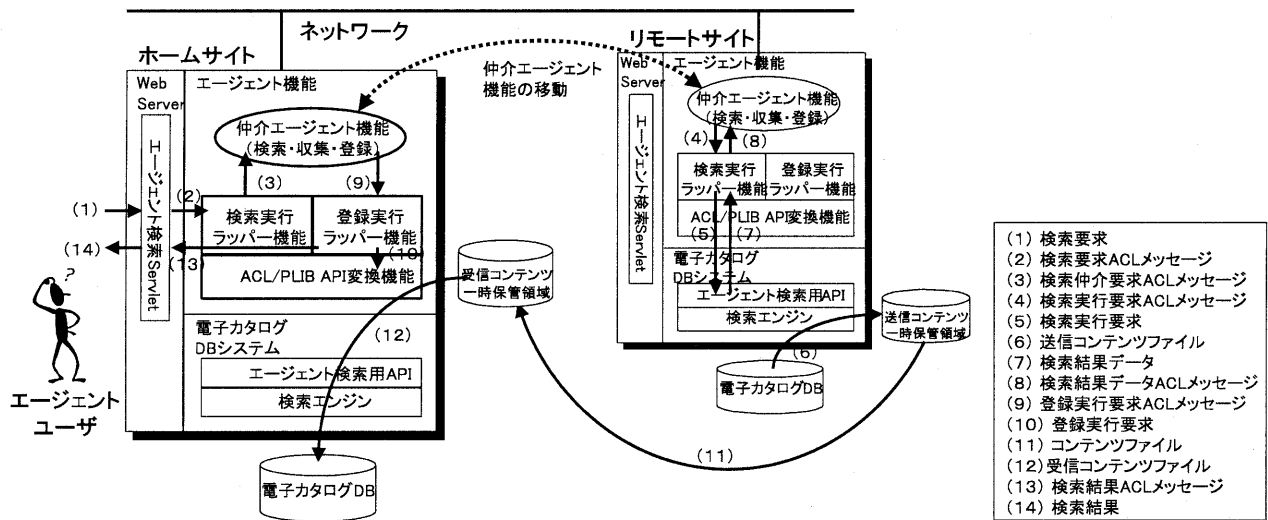 ネットワーク
ホームサイト
リモートサイト
Web
Server
エージェント機能
仲介エージェント機能
(検索・収集・登録)
エージェント検索Servlet
(1)
(2)
(3)
(9)
(14)
(13)
(10)
検索実行
ラッパー機能
登録実行
ラッパー機能
ACL/PLIB API変換機能
電子カタログ
DBシステム
(12)
エージェント検索用API
検索エンジン
エージェント
ユーザ
?
電子カタログDB
仲介エージェント
機能の移動
受信コンテンツ
一時保管領域
(11)
Web
Server
エージェント機能
仲介エージェント機能
(検索・収集・登録)
エージェント検索Servlet
(4)
(8)
検索実行
ラッパー機能
登録実行
ラッパー機能
ACL/PLIB API変換機能
(5)
(7)
電子カタログ
DBシステム
エージェント検索用API
検索エンジン
(6)
電子カタログDB
送信コンテンツ
一時保管領域
(1) 検索要求
(2) 検索要求ACLメッセージ
(3) 検索仲介要求ACLメッセージ
(4) 検索実行要求ACLメッセージ
(5) 検索実行要求
(6) 送信コンテンツファイル
(7) 検索結果データ
(8) 検索結果データACLメッセージ
(9) 登録実行要求ACLメッセージ
(10) 登録実行要求
(11) コンテンツファイル
(12)受信コンテンツファイル
(13) 検索結果ACLメッセージ
(14) 検索結果